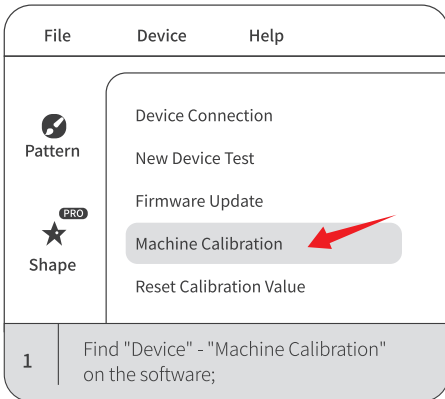 File Device Help
Pattern
PRO
Shape
Device Connection
New Device Test
Firmware Update
Machine Calibration
Reset Calibration Value
1
Find "Device" - "Machine Calibration"
on the software;